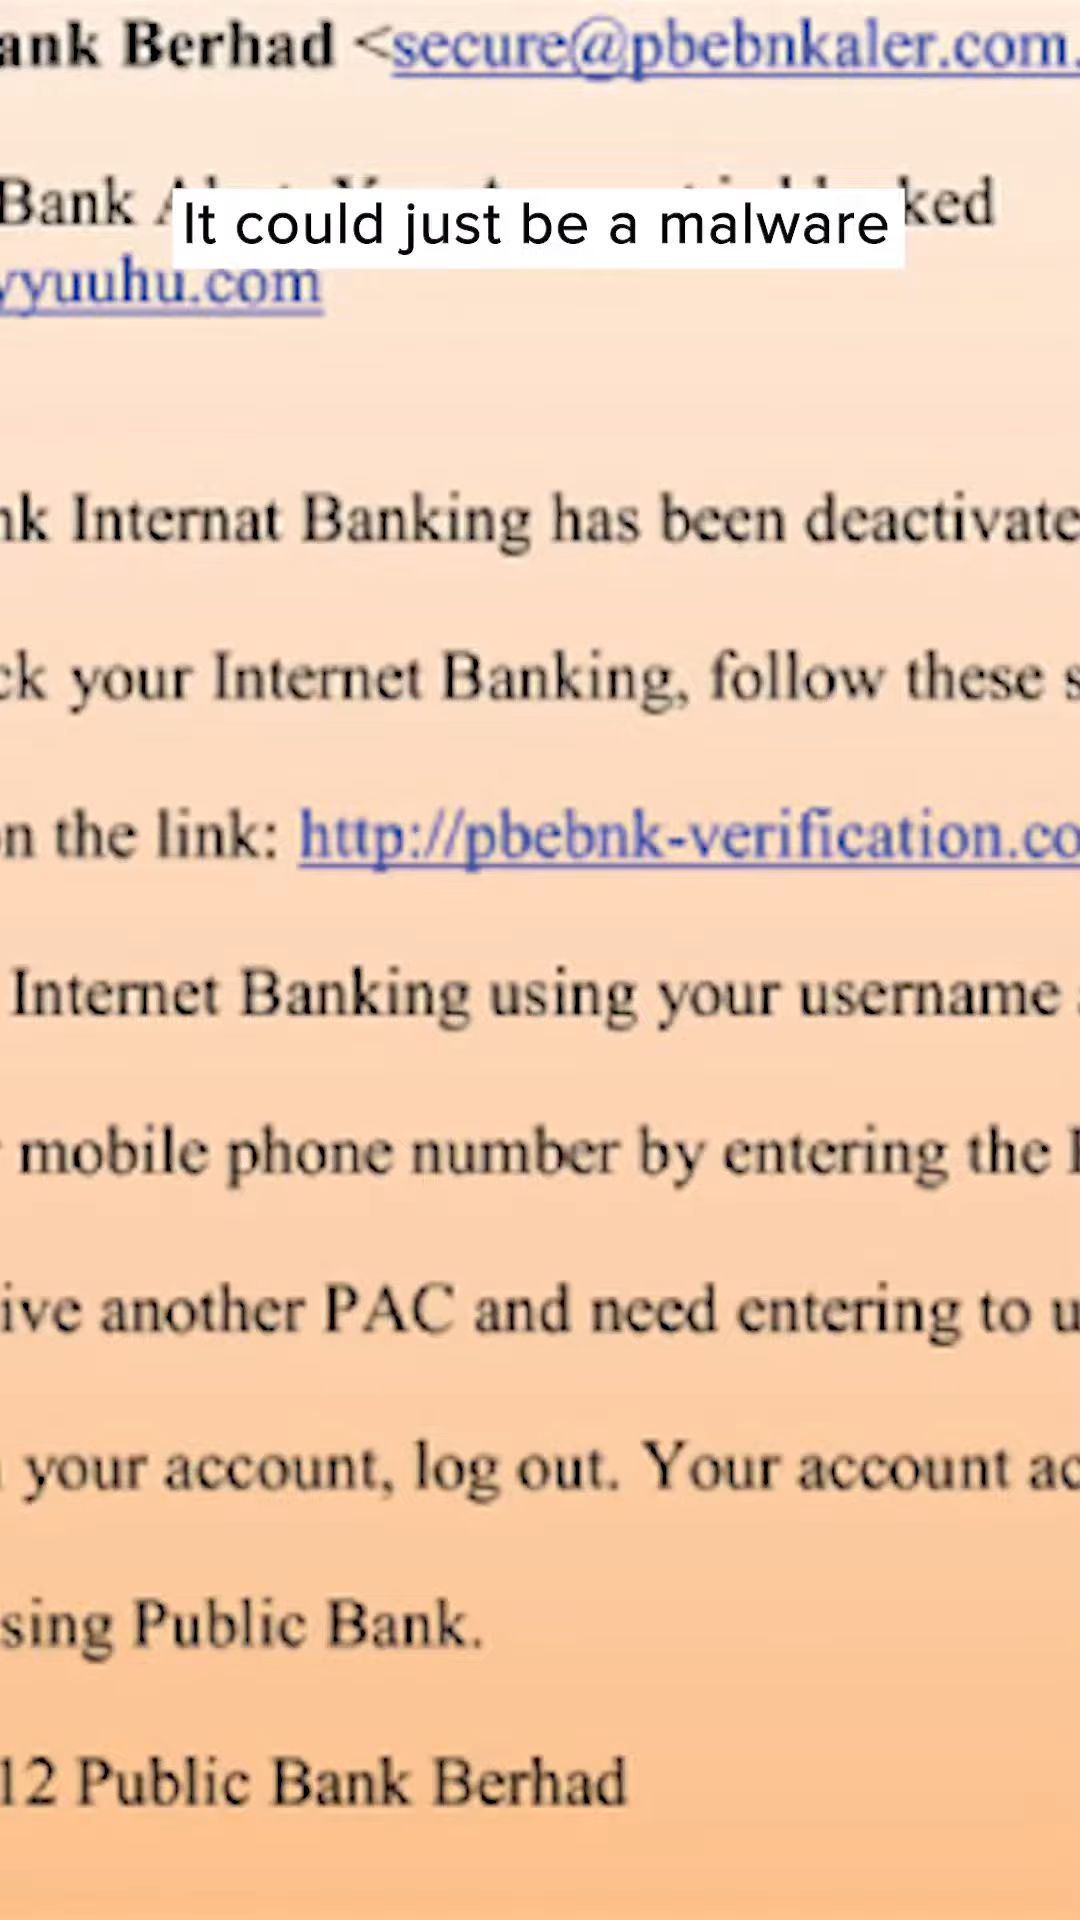 ank Berhad <secure@pbebnkaler.com.
Bank
It could just be a malware
yyuuhu.com
nk Internat Banking has been deactivate
ck your Internet Banking, follow these s
on the link: http://pbebnk-verification.co
Internet Banking using your username
mobile phone number by entering the
ive another PAC and need entering to u
your account, log out. Your account ac
sing Public Bank.
12 Public Bank Berhad